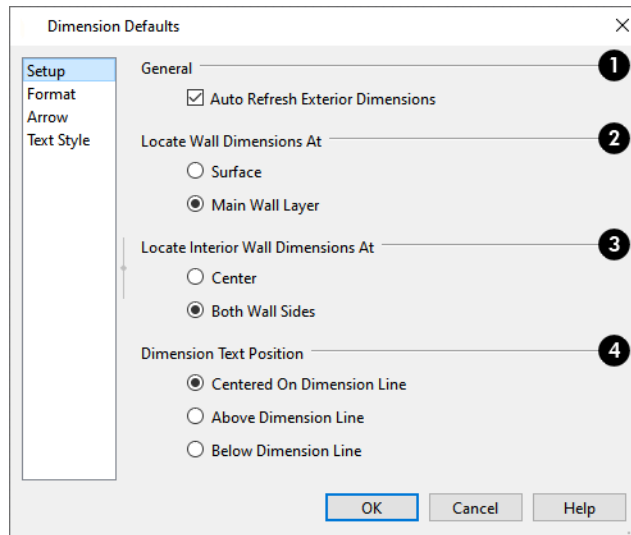 Dimension Defaults
Setup
Format
Arrow
Text Style
General
1
Auto Refresh Exterior Dimensions
Locate Wall Dimensions At
2
Surface
Main Wall Layer
Locate Interior Wall Dimensions At
3
Center
Both Wall Sides
Dimension Text Position
4
Centered On Dimension Line
Above Dimension Line
Below Dimension Line
OK
Cancel
Help